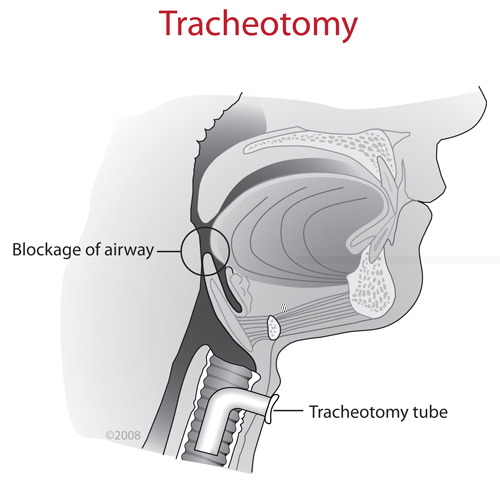 Tracheotomy
Blockage of airway
Tracheotomy tube
©2008